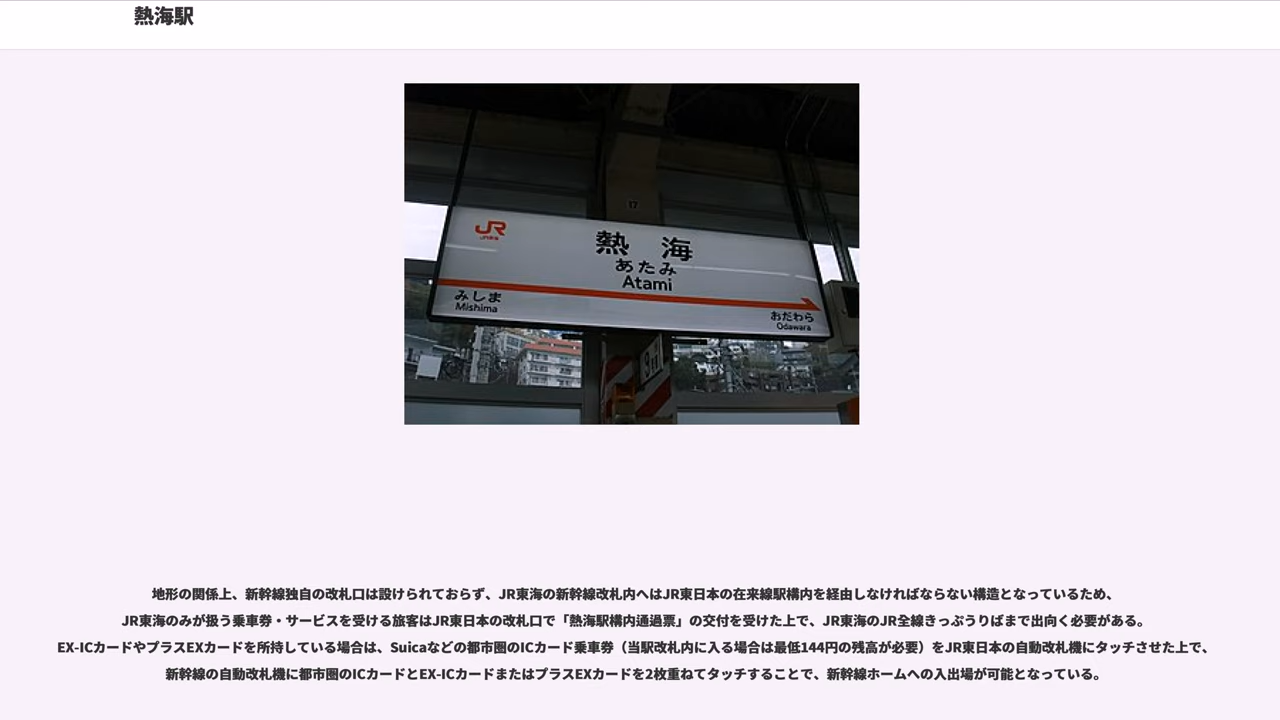 熱海駅
17
JR
熱 海
あたみ
Atami
みしま
Mishima
おだわら
Odawara
地形の関係上、新幹線独自の改札口は設けられておらず、JR東海の新幹線改札内へはJR東日本の在来線駅構内を経由しなければならない構造となっているため、
JR東海のみが扱う乗車券・サービスを受ける旅客はJR東日本の改札口で「熱海駅構内通過票」の交付を受けた上で、JR東海のJR全線きっぷうりばまで出向く必要がある。
EX-ICカードやプラスEXカードを所持している場合は、Suicaなどの都市圏のICカード乗車券（当駅改札内に入る場合は最低144円の残高が必要）をJR東日本の自動改札機にタッチさせた上で、
新幹線の自動改札機に都市圏のICカードとEX-ICカードまたはプラスEXカードを2枚重ねてタッチすることで、新幹線ホームへの入出場が可能となっている。